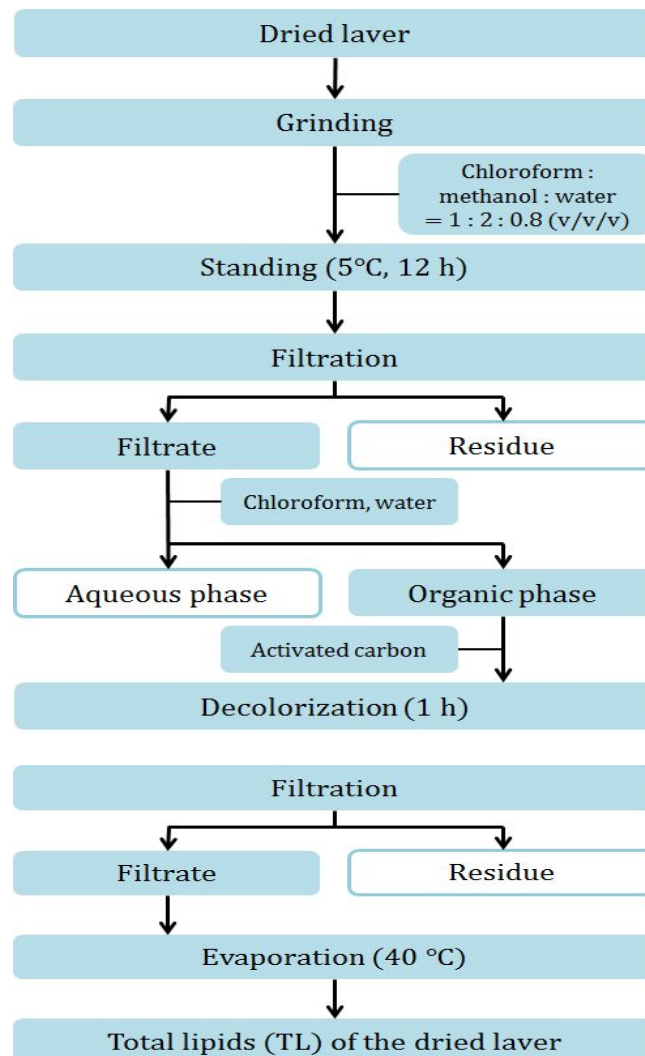 Dried laver
Grinding
Chloroform :
methanol : water
= 1 : 2 : 0.8 (v/v/v)
Standing (5°C, 12 h)
Filtration
Filtrate
Residue
Chloroform, water
Aqueous phase
Organic phase
Activated carbon
Decolorization (1 h)
Filtration
Filtrate
Residue
Evaporation (40 °C)
Total lipids (TL) of the dried laver